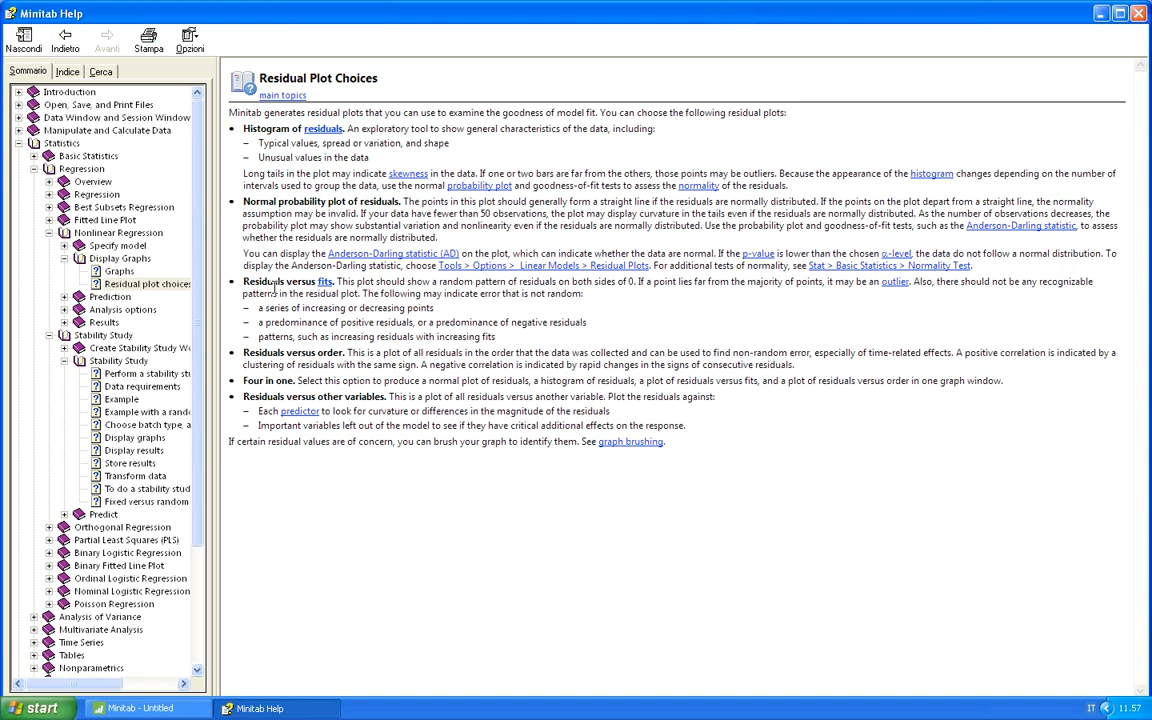 Minitab Help
Nascondi Indietro Avanti Stampa Opzioni
Sommario Indice Cerca
Introduction
Open, Save, and Print Files
Data Window and Session Window
Manipulate and Calculate Data
Statistics
Basic Statistics
Regression
Overview
Regression
Best Subsets Regression
Fitted Line Plot
Nonlinear Regression
Specify model
Display Graphs
Graphs
Residual plot choices
Prediction
Analysis options
Results
Stability Study
Create Stability Study Wo
Stability Study
Perform a stability stu
Data requirements
Example
Example with a rando
Choose batch type, a
Display graphs
Display results
Store results
Transform data
To do a stability stud
Fixed versus random
Predict
Orthogonal Regression
Partial Least Squares (PLS)
Binary Logistic Regression
Binary Fitted Line Plot
Ordinal Logistic Regression
Nominal Logistic Regression
Poisson Regression
Analysis of Variance
Multivariate Analysis
Time Series
Tables
Nonparametrics
Residual Plot Choices
main topics
Minitab generates residual plots that you can use to examine the goodness of model fit. You can choose the following residual plots:
• Histogram of residuals. An exploratory tool to show general characteristics of the data, including:
− Typical values, spread or variation, and shape
− Unusual values in the data
Long tails in the plot may indicate skewness in the data. If one or two bars are far from the others, those points may be outliers. Because the appearance of the histogram changes depending on the number of
intervals used to group the data, use the normal probability plot and goodness-of-fit tests to assess the normality of the residuals.
• Normal probability plot of residuals. The points in this plot should generally form a straight line if the residuals are normally distributed. If the points on the plot depart from a straight line, the normality
assumption may be invalid. If your data have fewer than 50 observations, the plot may display curvature in the tails even if the residuals are normally distributed. As the number of observations decreases, the
probability plot may show substantial variation and nonlinearity even if the residuals are normally distributed. Use the probability plot and goodness-of-fit tests, such as the Anderson-Darling statistic, to assess
whether the residuals are normally distributed.
You can display the Anderson-Darling statistic (AD) on the plot, which can indicate whether the data are normal. If the p-value is lower than the chosen α-level, the data do not follow a normal distribution. To
display the Anderson-Darling statistic, choose Tools > Options > Linear Models > Residual Plots. For additional tests of normality, see Stat > Basic Statistics > Normality Test.
• Residuals versus fits. This plot should show a random pattern of residuals on both sides of 0. If a point lies far from the majority of points, it may be an outlier. Also, there should not be any recognizable
patterns in the residual plot. The following may indicate error that is not random:
− a series of increasing or decreasing points
− a predominance of positive residuals, or a predominance of negative residuals
− patterns, such as increasing residuals with increasing fits
• Residuals versus order. This is a plot of all residuals in the order that the data was collected and can be used to find non-random error, especially of time-related effects. A positive correlation is indicated by a
clustering of residuals with the same sign. A negative correlation is indicated by rapid changes in the signs of consecutive residuals.
• Four in one. Select this option to produce a normal plot of residuals, a histogram of residuals, a plot of residuals versus fits, and a plot of residuals versus order in one graph window.
• Residuals versus other variables. This is a plot of all residuals versus another variable. Plot the residuals against:
− Each predictor to look for curvature or differences in the magnitude of the residuals
− Important variables left out of the model to see if they have critical additional effects on the response.
If certain residual values are of concern, you can brush your graph to identify them. See graph brushing.
start Minitab - Untitled Minitab Help IT 11.57